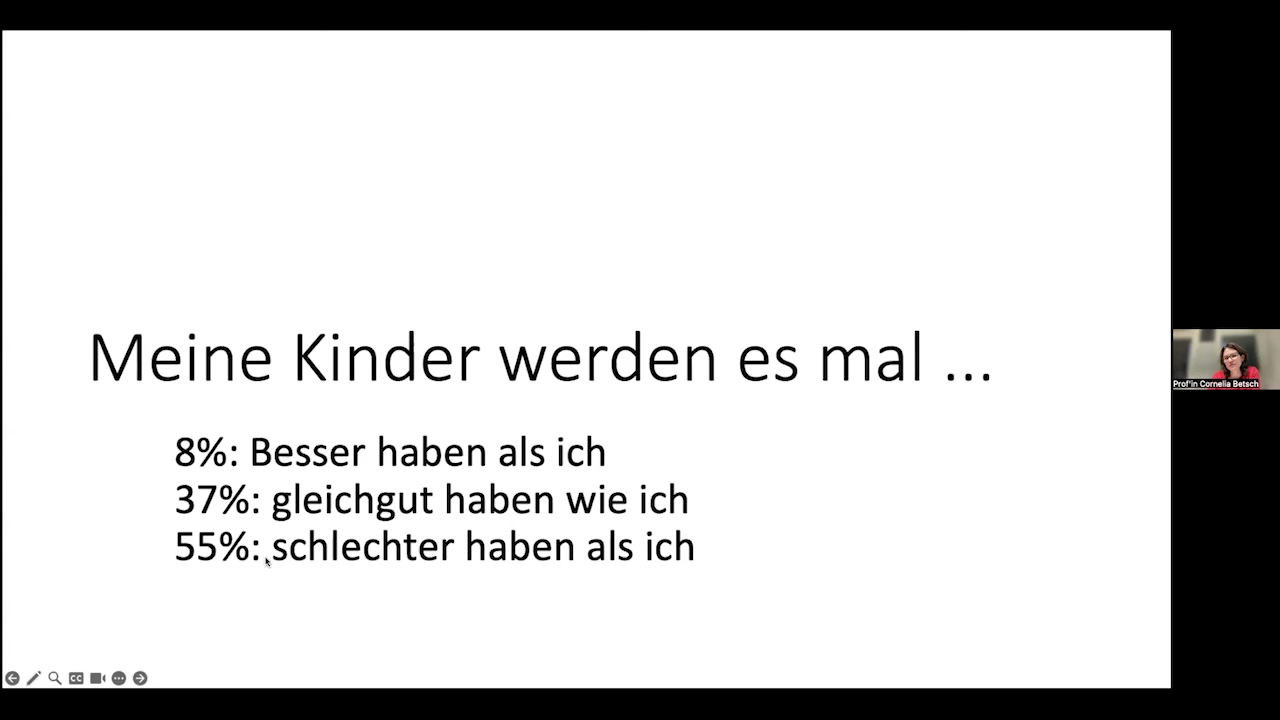 Meine Kinder werden es mal ...
8%: Besser haben als ich
37%: gleichgut haben wie ich
55%: schlechter haben als ich
Prof'in Cornelia Betsch
CC